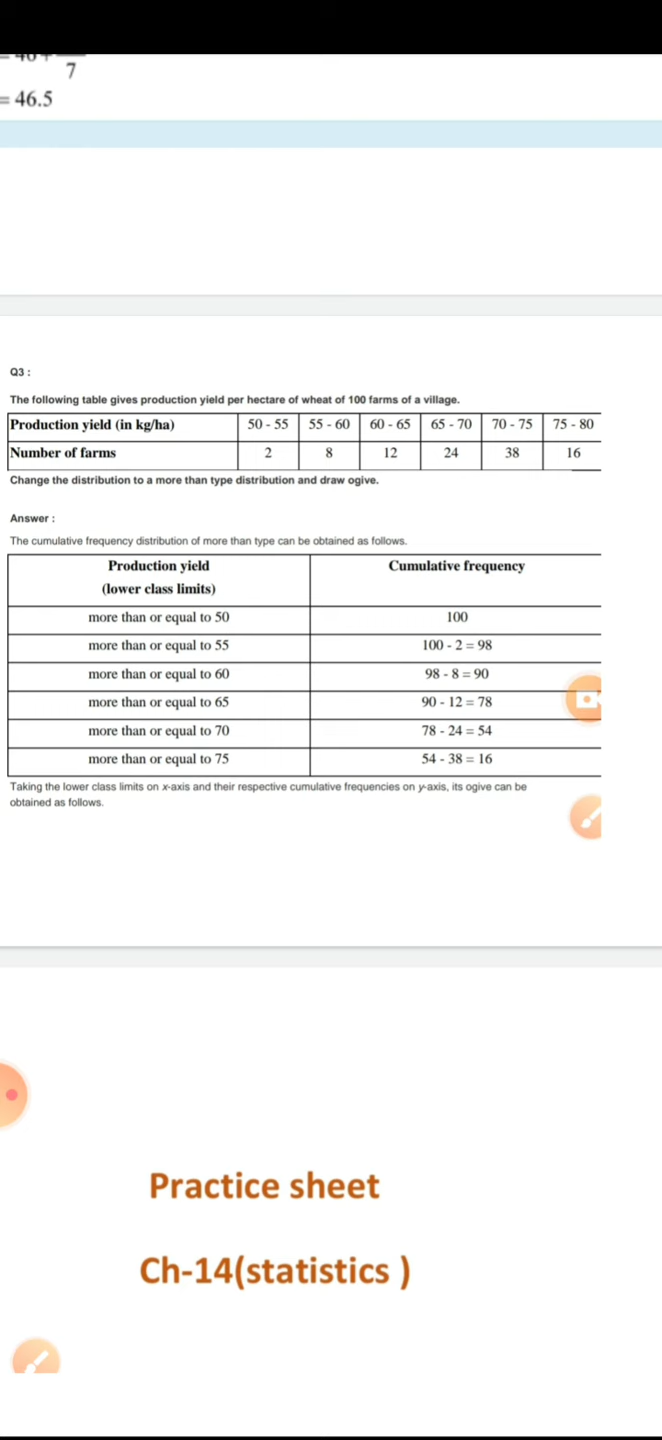 7
= 46.5
Q3 :
The following table gives production yield per hectare of wheat of 100 farms of a village.
Production yield (in kg/ha) 50 - 55 55 - 60 60 - 65 65 - 70 70 - 75 75 - 80
Number of farms 2 8 12 24 38 16
Change the distribution to a more than type distribution and draw ogive.
Answer :
The cumulative frequency distribution of more than type can be obtained as follows.
Production yield Cumulative frequency
(lower class limits)
more than or equal to 50 100
more than or equal to 55 100 - 2 = 98
more than or equal to 60 98 - 8 = 90
more than or equal to 65 90 - 12 = 78
more than or equal to 70 78 - 24 = 54
more than or equal to 75 54 - 38 = 16
Taking the lower class limits on x-axis and their respective cumulative frequencies on y-axis, its ogive can be
obtained as follows.
Practice sheet
Ch-14(statistics )